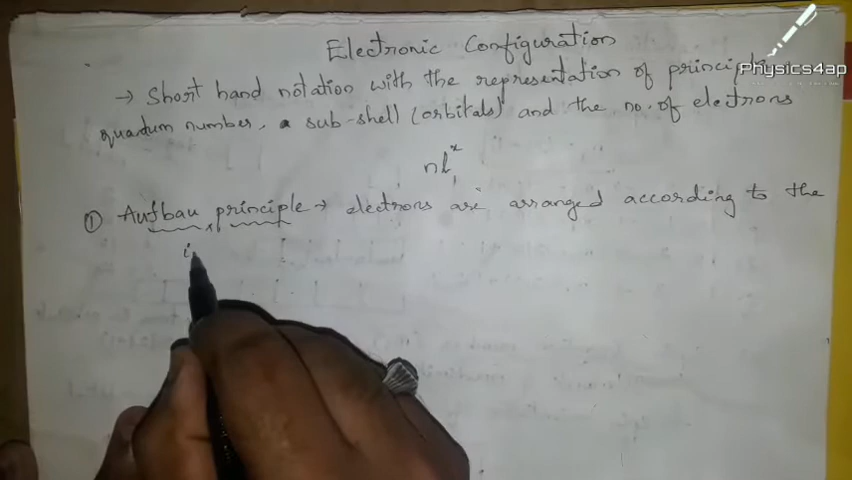 Electronic Configuration
Physics4ap
→ Short hand notation with the representation of principle
quantum number, sub-shell (orbitals) and the no. of electrons
nlˣ
① Aufbau principle → electrons are arranged according to the
i